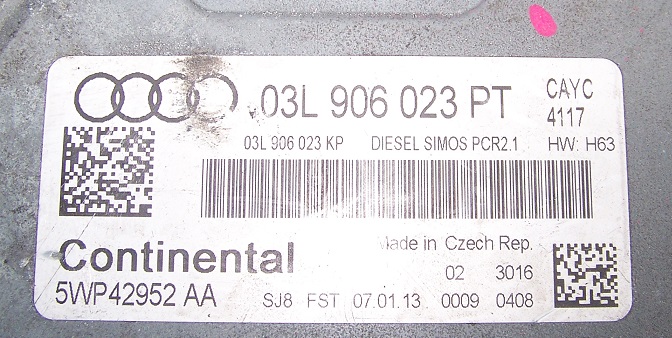 03L 906 023 PT CAYC
4117
03L 906 023 KP DIESEL SIMOS PCR2.1 HW: H63
Continental Made in Czech Rep.
02 3016
5WP42952 AA SJ8 FST 07.01.13 0009 0408